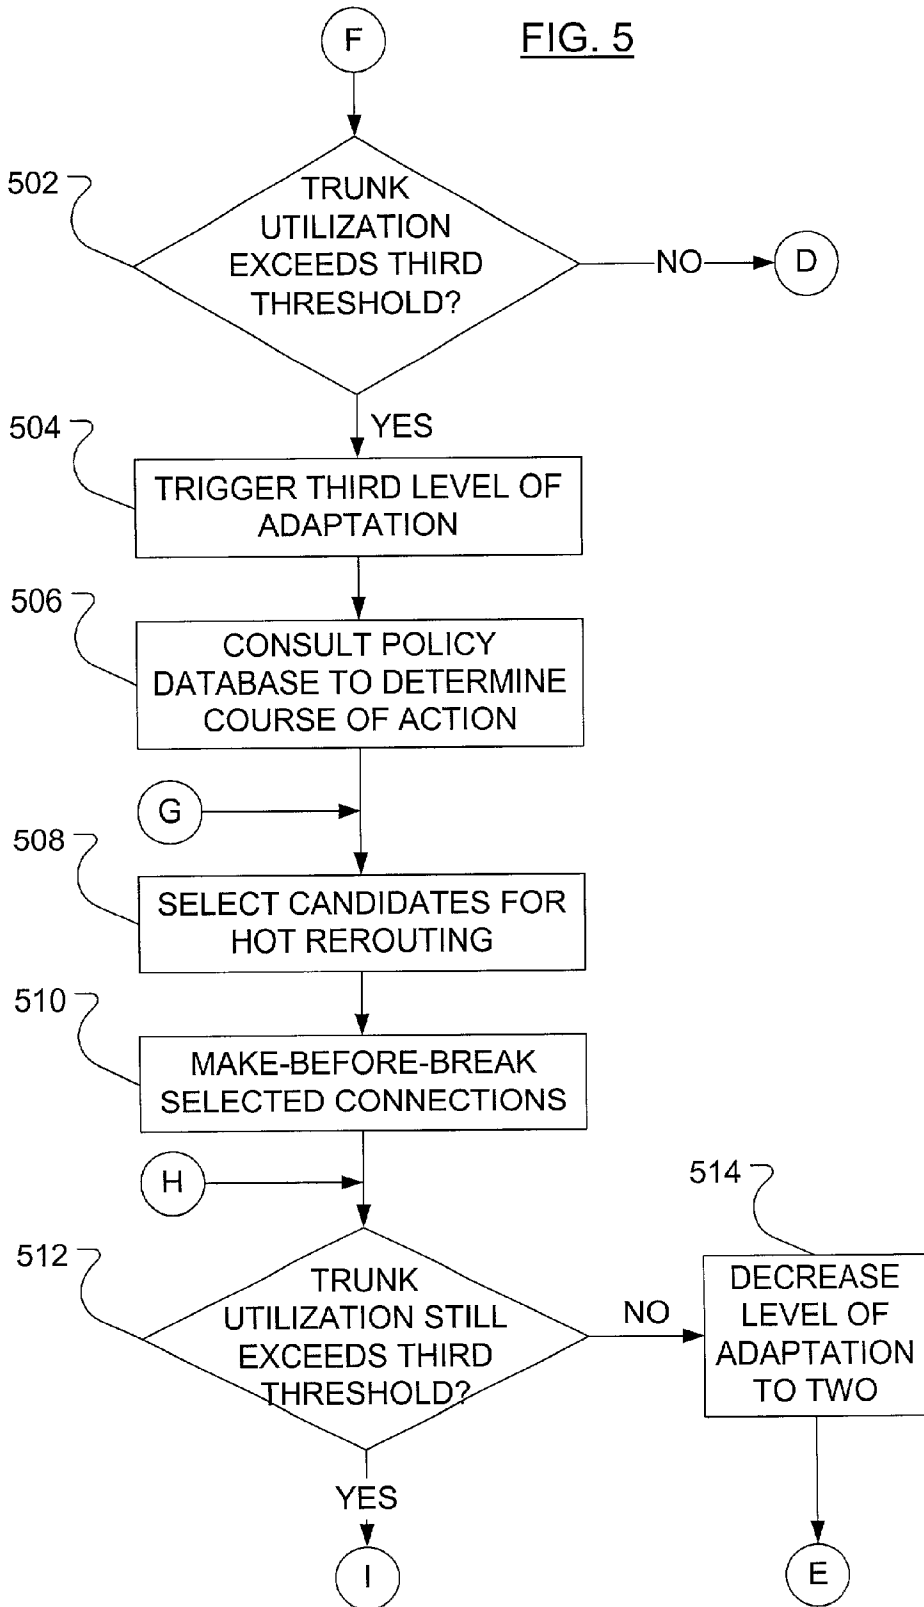 F
FIG. 5
502
TRUNK
UTILIZATION
EXCEEDS THIRD
THRESHOLD?
NO
D
YES
504
TRIGGER THIRD LEVEL OF
ADAPTATION
506
CONSULT POLICY
DATABASE TO DETERMINE
COURSE OF ACTION
G
508
SELECT CANDIDATES FOR
HOT REROUTING
510
MAKE-BEFORE-BREAK
SELECTED CONNECTIONS
H
512
TRUNK
UTILIZATION STILL
EXCEEDS THIRD
THRESHOLD?
NO
514
DECREASE
LEVEL OF
ADAPTATION
TO TWO
YES
I
E